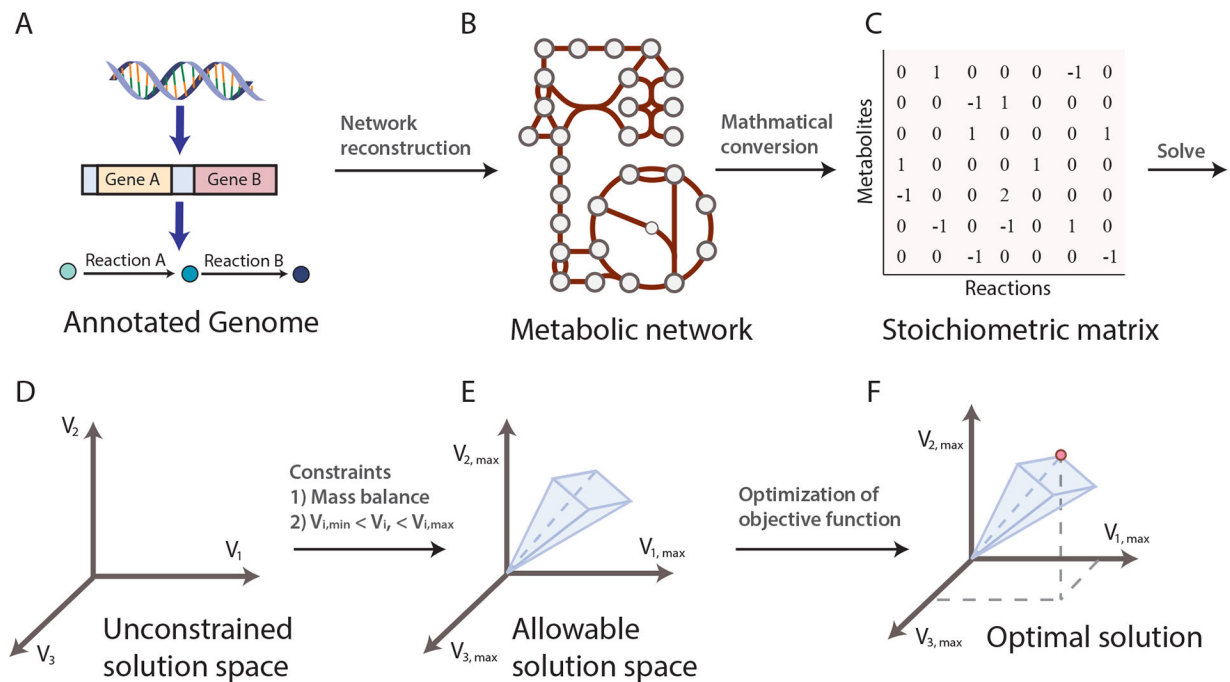 A
Gene A
Gene B
Reaction A
Reaction B
Annotated Genome
Network
reconstruction
B
Metabolic network
Mathmatical
conversion
C
Metabolites
0 1 0 0 0 -1 0
0 0 -1 1 0 0 0
0 0 1 0 0 0 1
1 0 0 0 1 0 0
-1 0 0 2 0 0 0
0 -1 0 -1 0 1 0
0 0 -1 0 0 0 -1
Reactions
Stoichiometric matrix
Solve
D
V2
V1
V3
Unconstrained
solution space
Constraints
1) Mass balance
2) Vi,min < Vi, < Vi,max
E
V2, max
V1, max
V3, max
Allowable
solution space
Optimization of
objective function
F
V2, max
V1, max
V3, max
Optimal solution